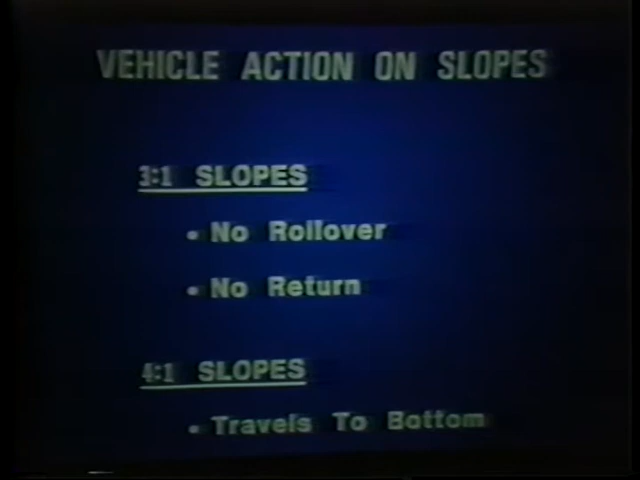 VEHICLE ACTION ON SLOPES
3:1 SLOPES
• No Rollover
• No Return
4:1 SLOPES
• Travels To Bottom